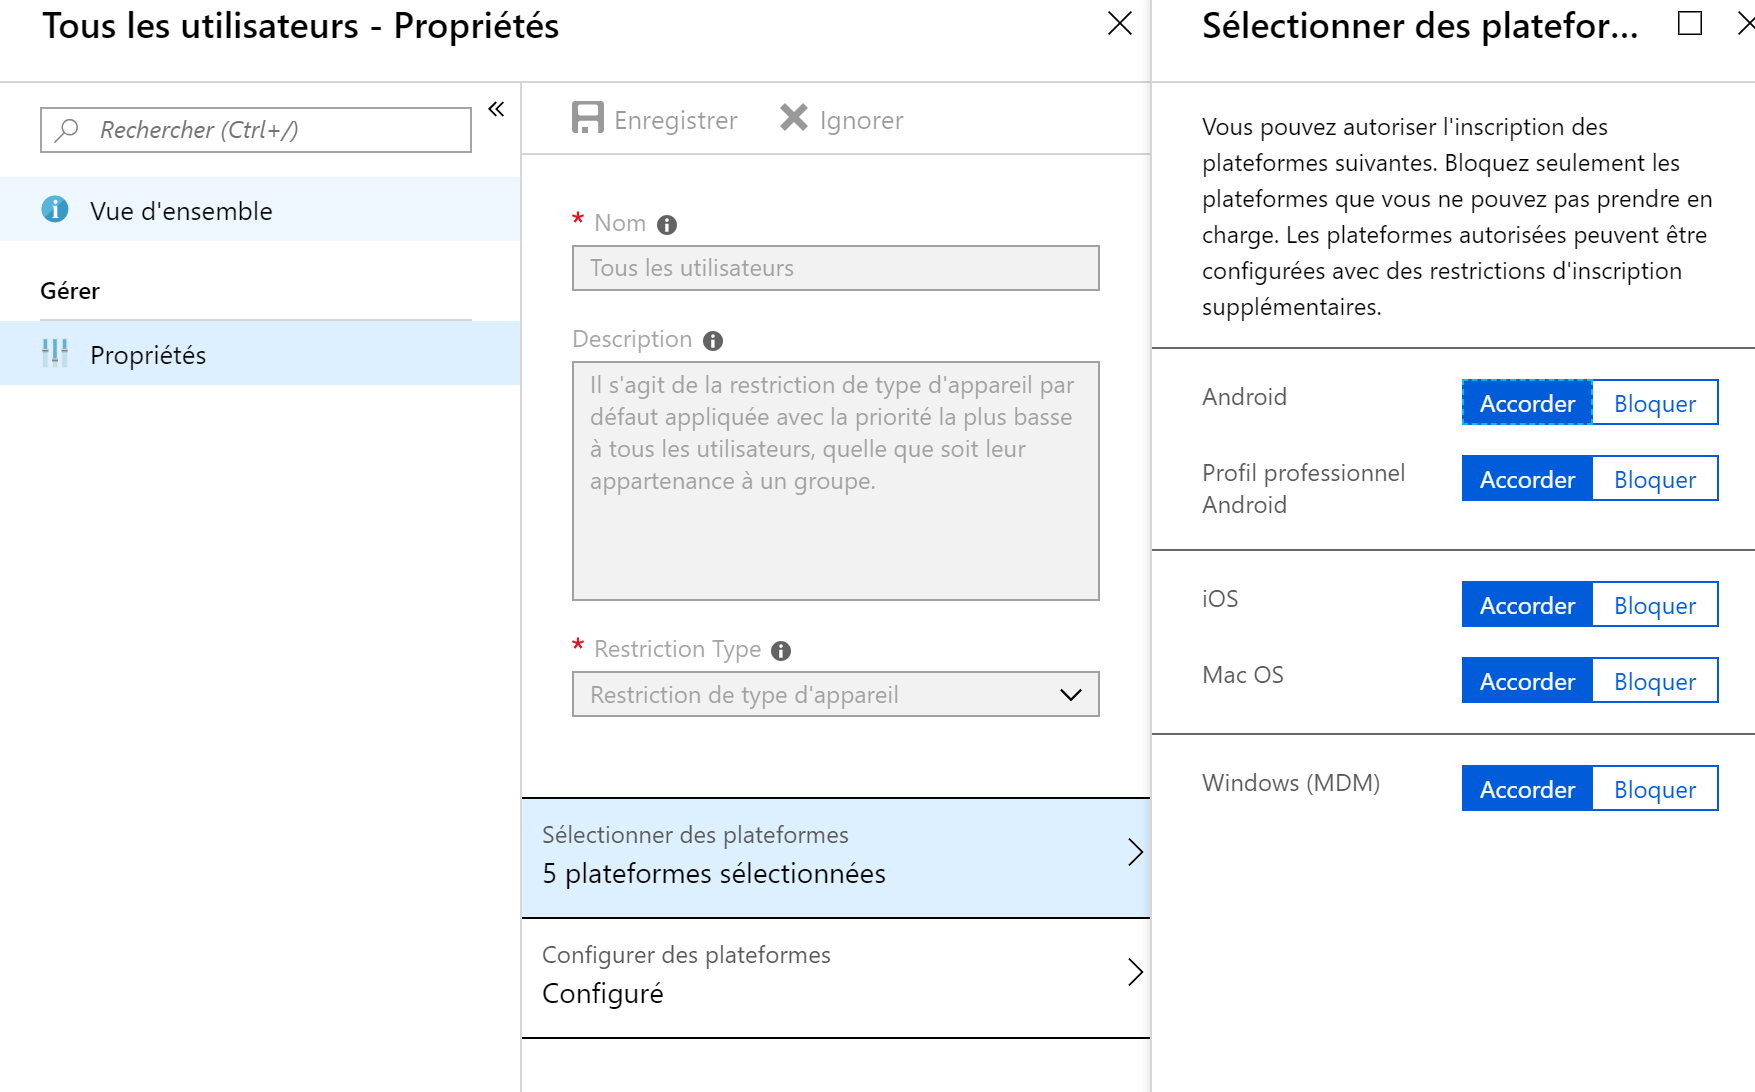 Tous les utilisateurs - Propriétés
Rechercher (Ctrl+/)
Vue d'ensemble
Gérer
Propriétés
Enregistrer
Ignorer
* Nom
Tous les utilisateurs
Description
Il s'agit de la restriction de type d'appareil par
défaut appliquée avec la priorité la plus basse
à tous les utilisateurs, quelle que soit leur
appartenance à un groupe.
* Restriction Type
Restriction de type d'appareil
Sélectionner des plateformes
5 plateformes sélectionnées
Configurer des plateformes
Configuré
Sélectionner des platefor...
Vous pouvez autoriser l'inscription des
plateformes suivantes. Bloquez seulement les
plateformes que vous ne pouvez pas prendre en
charge. Les plateformes autorisées peuvent être
configurées avec des restrictions d'inscription
supplémentaires.
Android Accorder Bloquer
Profil professionnel
Android
Accorder Bloquer
iOS Accorder Bloquer
Mac OS Accorder Bloquer
Windows (MDM) Accorder Bloquer